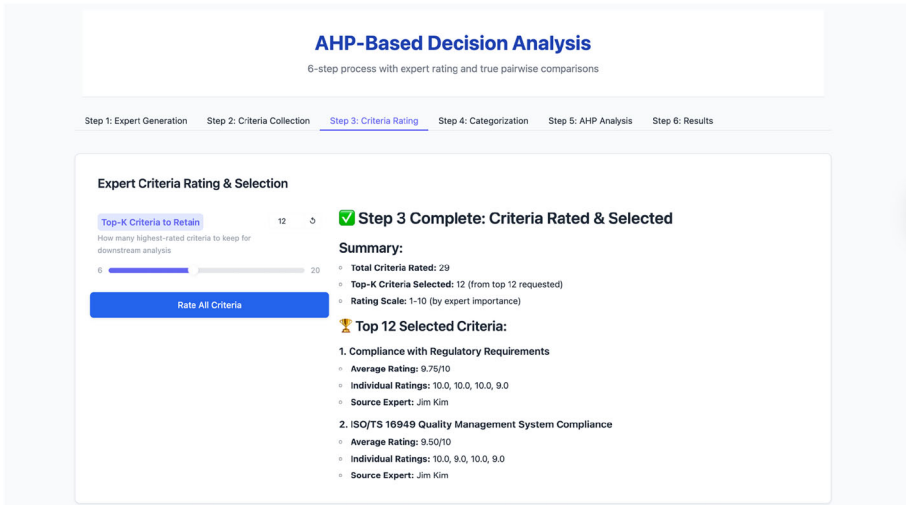 AHP-Based Decision Analysis
6-step process with expert rating and true pairwise comparisons
Step 1: Expert Generation
Step 2: Criteria Collection
Step 3: Criteria Rating
Step 4: Categorization
Step 5: AHP Analysis
Step 6: Results
Expert Criteria Rating & Selection
Top-K Criteria to Retain
12
How many highest-rated criteria to keep for
downstream analysis
6
20
Rate All Criteria
✅ Step 3 Complete: Criteria Rated & Selected
Summary:
Total Criteria Rated: 29
Top-K Criteria Selected: 12 (from top 12 requested)
Rating Scale: 1-10 (by expert importance)
🏆 Top 12 Selected Criteria:
1. Compliance with Regulatory Requirements
Average Rating: 9.75/10
Individual Ratings: 10.0, 10.0, 10.0, 9.0
Source Expert: Jim Kim
2. ISO/TS 16949 Quality Management System Compliance
Average Rating: 9.50/10
Individual Ratings: 10.0, 9.0, 10.0, 9.0
Source Expert: Jim Kim